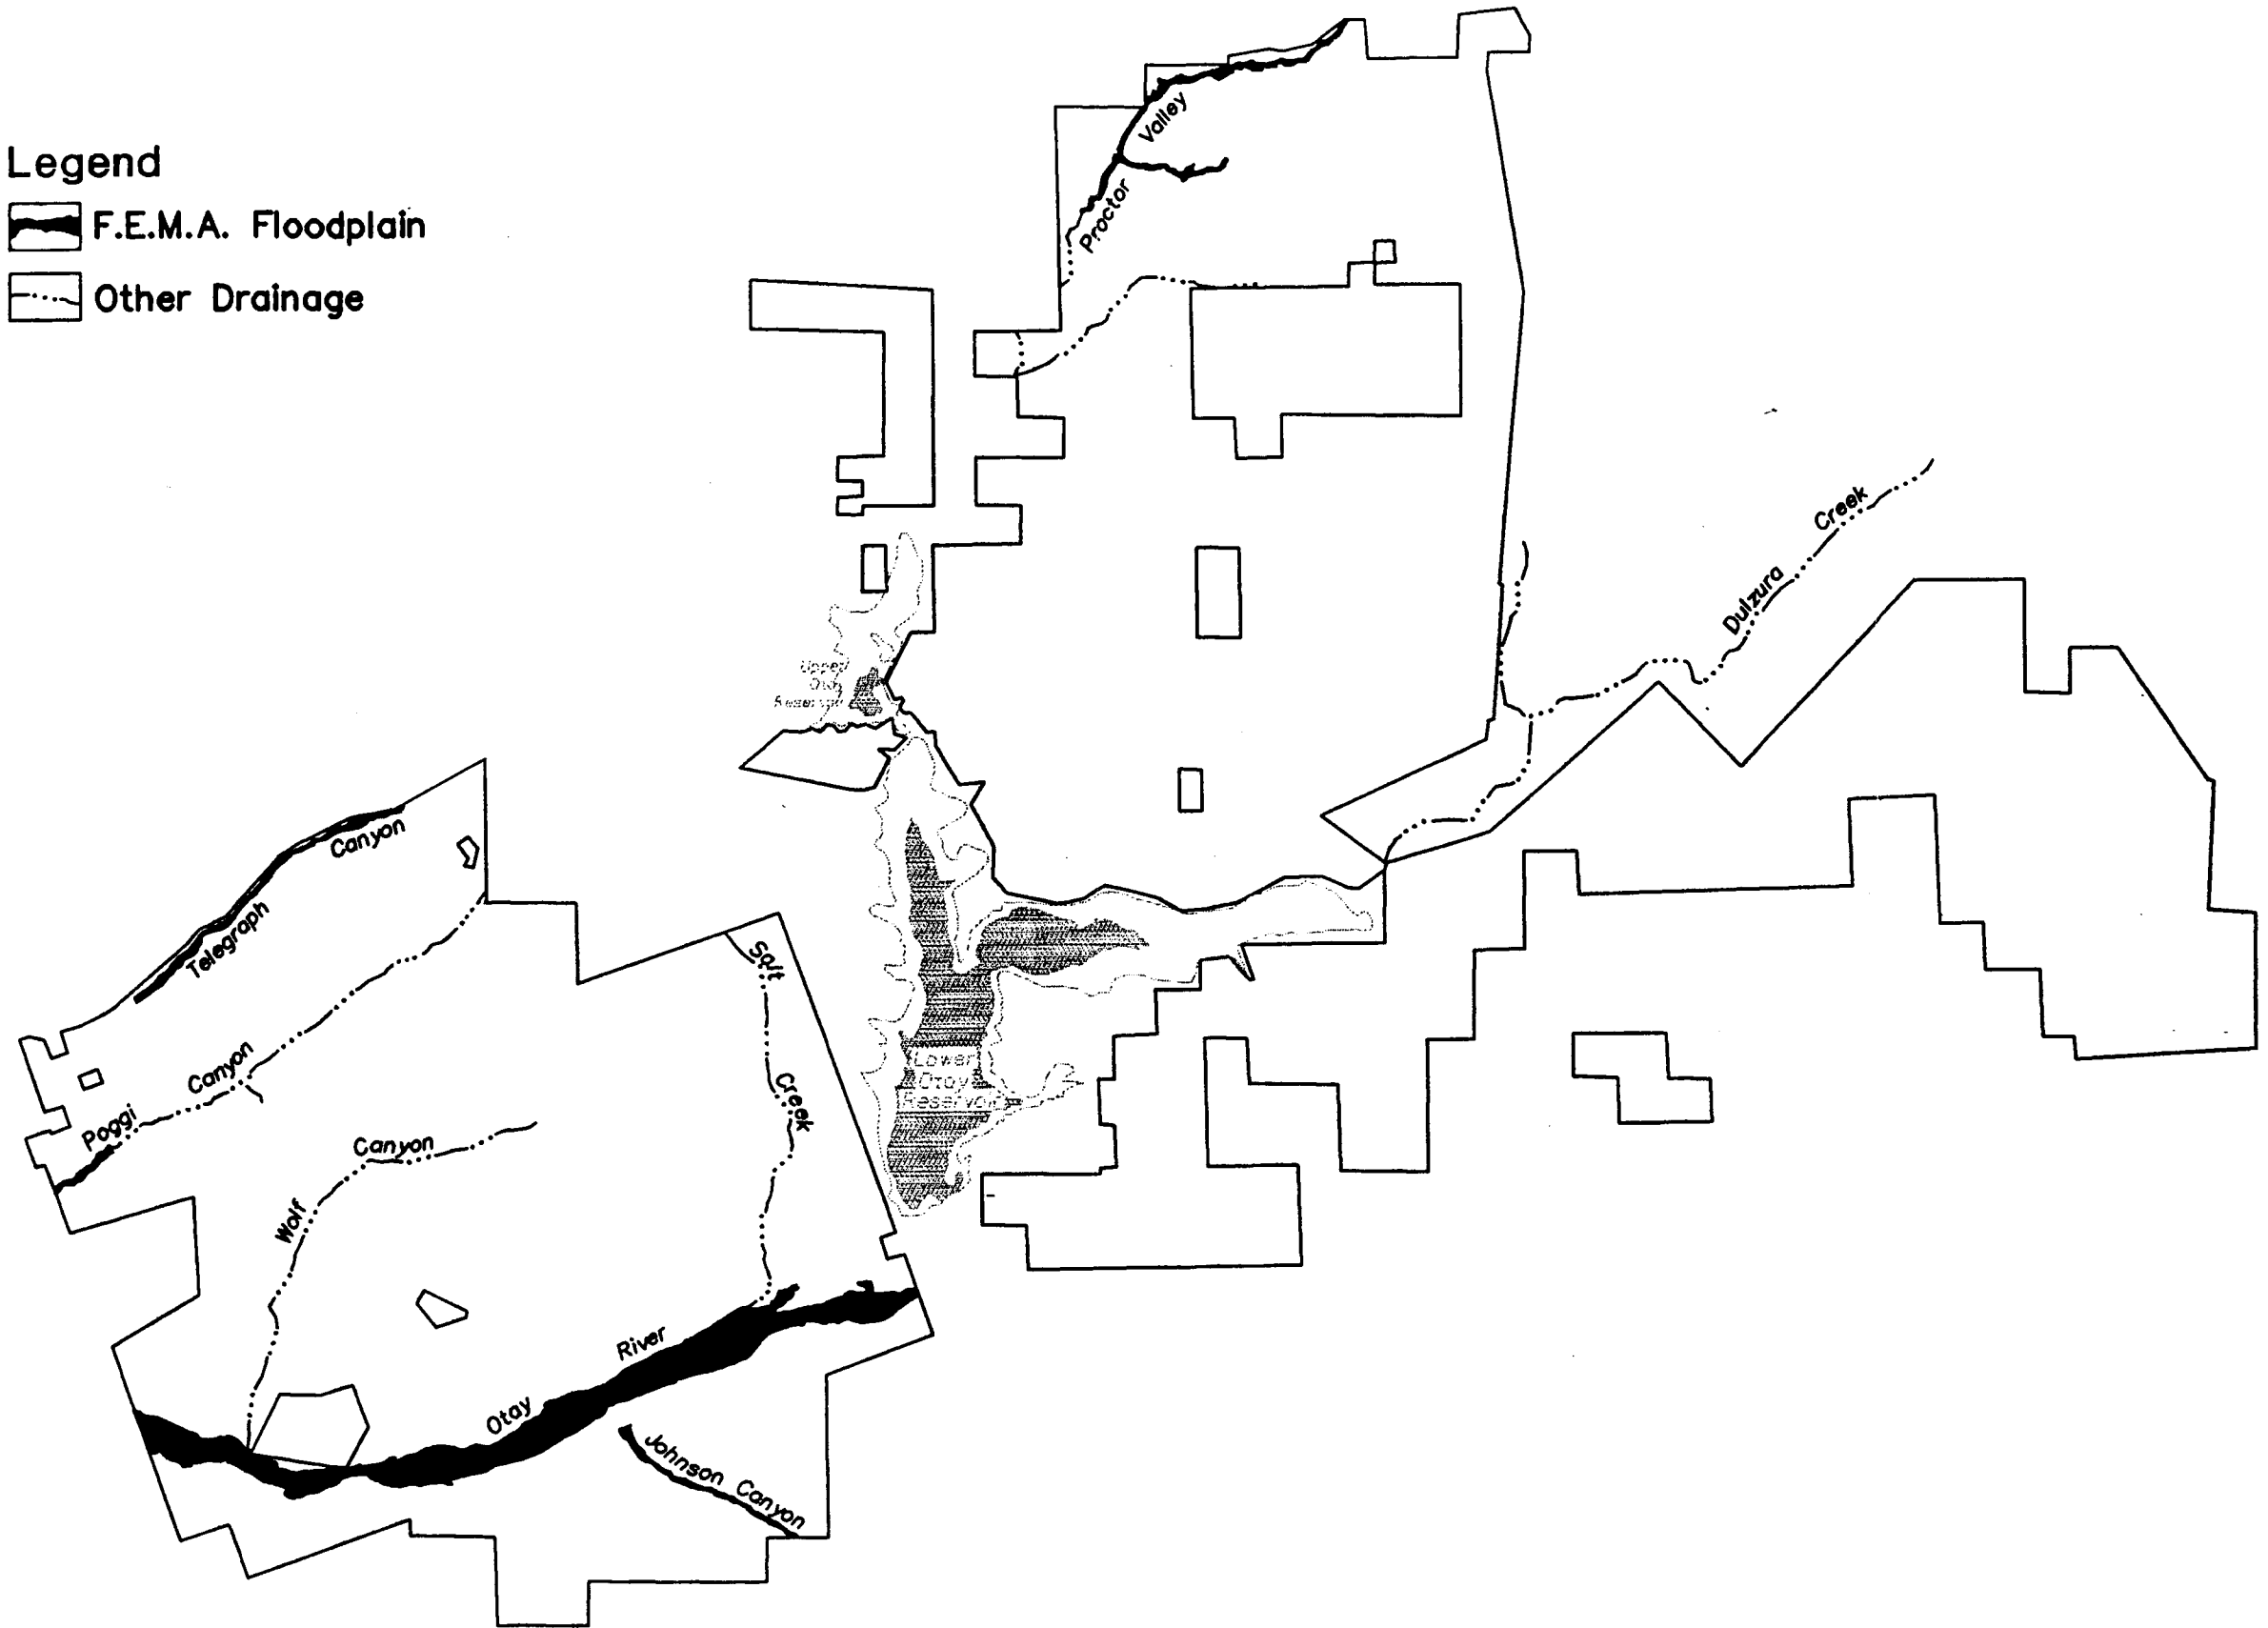 Legend
F.E.M.A. Floodplain
Other Drainage
Valley
Proctor
Creek
Dulzura
Upper
Otay
Reservoir
Canyon
Telegraph
Salt
Creek
Lower
Otay
Reservoir
Canyon
Poggi
Canyon
Wolf
River
Otay
Johnson Canyon